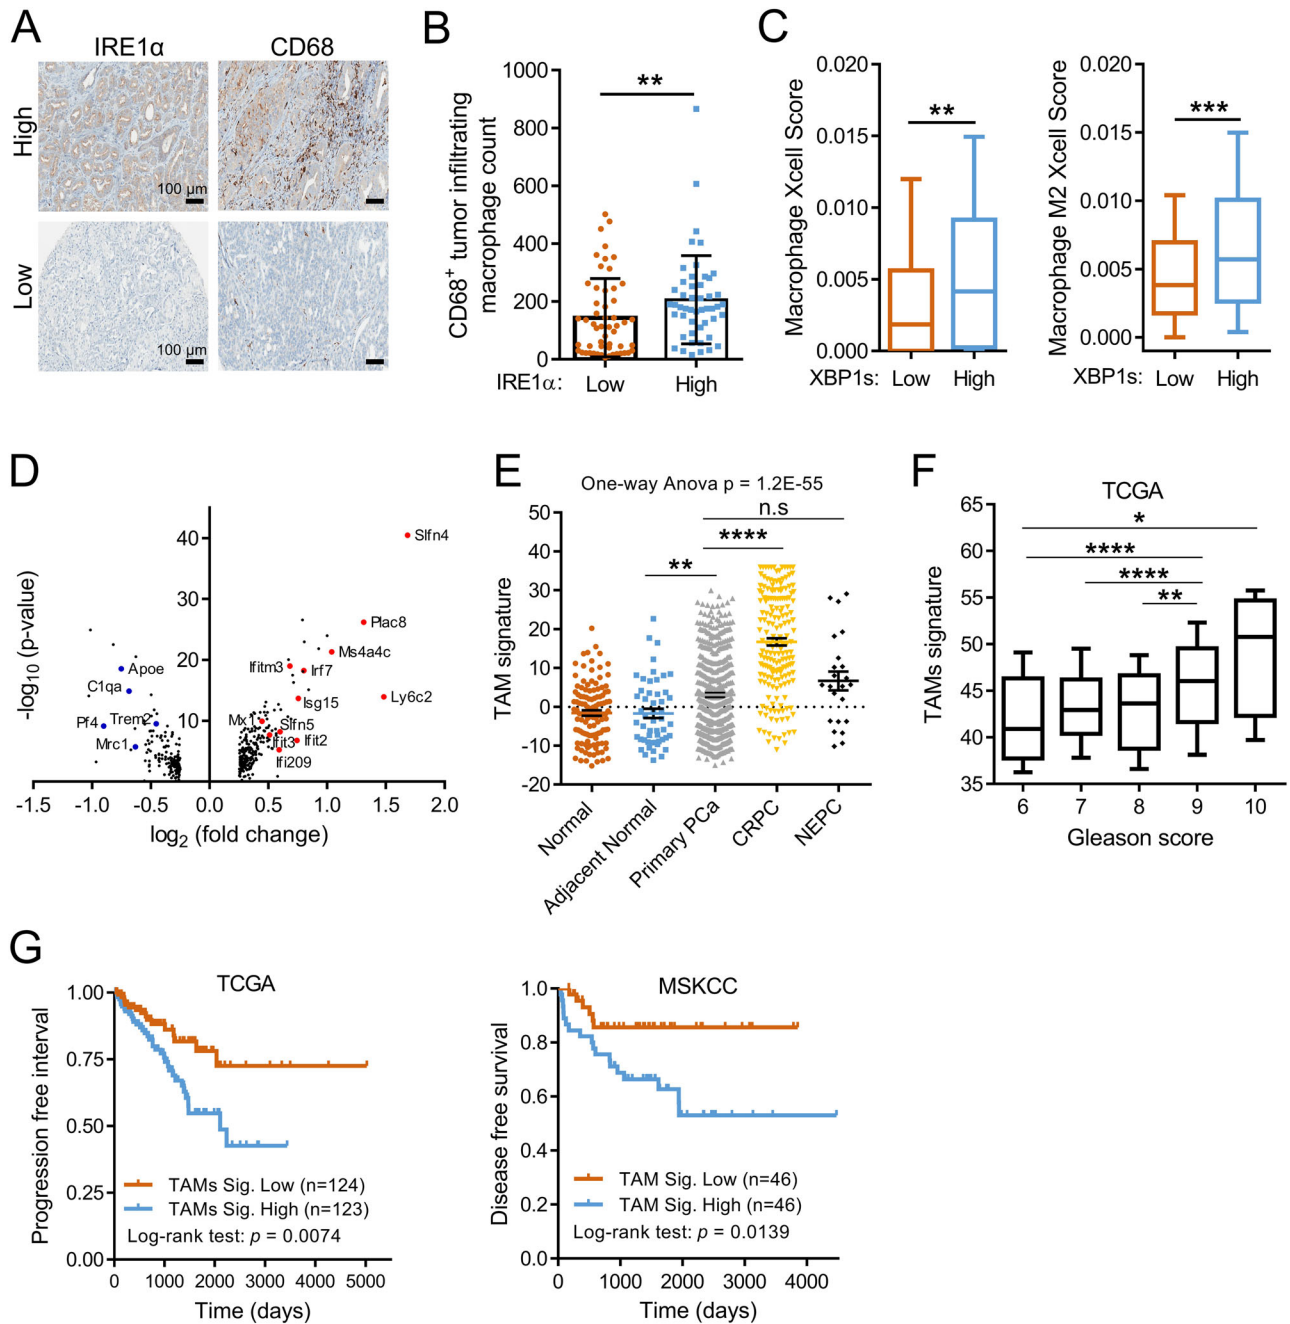 A
IRE1α
CD68
High
Low
100 µm
100 µm
B
CD68+ tumor infiltrating
macrophage count
1000
800
600
400
200
0
**
IRE1α:
Low
High
C
Macrophage Xcell Score
0.020
0.015
0.010
0.005
0.000
**
XBP1s:
Low
High
Macrophage M2 Xcell Score
0.020
0.015
0.010
0.005
0.000
***
XBP1s:
Low
High
D
-log10 (p-value)
40
30
20
10
Slfn4
Plac8
Ms4a4c
Ifitm3
Irf7
Ly6c2
Isg15
Mx1
Slfn5
Ifit3
Ifit2
Ifi209
Apoe
C1qa
Pf4
Trem2
Mrc1
-1.5
-1.0
-0.5
0.0
0.5
1.0
1.5
2.0
log2 (fold change)
E
One-way Anova p = 1.2E-55
n.s
****
**
TAM signature
50
40
30
20
10
0
-10
-20
Normal
Adjacent Normal
Primary PCa
CRPC
NEPC
F
TCGA
*
****
****
**
TAMs signature
65
60
55
50
45
40
35
6
7
8
9
10
Gleason score
G
TCGA
Progression free interval
1.00
0.75
0.50
0.25
0.00
TAMs Sig. Low (n=124)
TAMs Sig. High (n=123)
Log-rank test: p = 0.0074
0
1000
2000
3000
4000
5000
Time (days)
MSKCC
Disease free survival
1.0
0.8
0.6
0.4
0.2
0.0
TAM Sig. Low (n=46)
TAM Sig. High (n=46)
Log-rank test: p = 0.0139
0
1000
2000
3000
4000
Time (days)